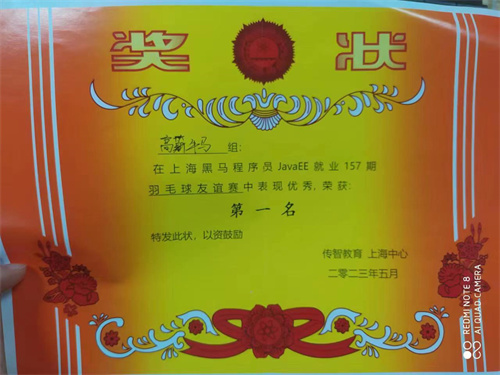 奖 状
高薪牛马 组:
在上海黑马程序员JavaEE就业157期
羽毛球友谊赛中表现优秀,荣获:
第一名
特发此状,以资鼓励
传智教育 上海中心
二零二三年五月
REDMI NOTE 8
AI QUAD CAMERA